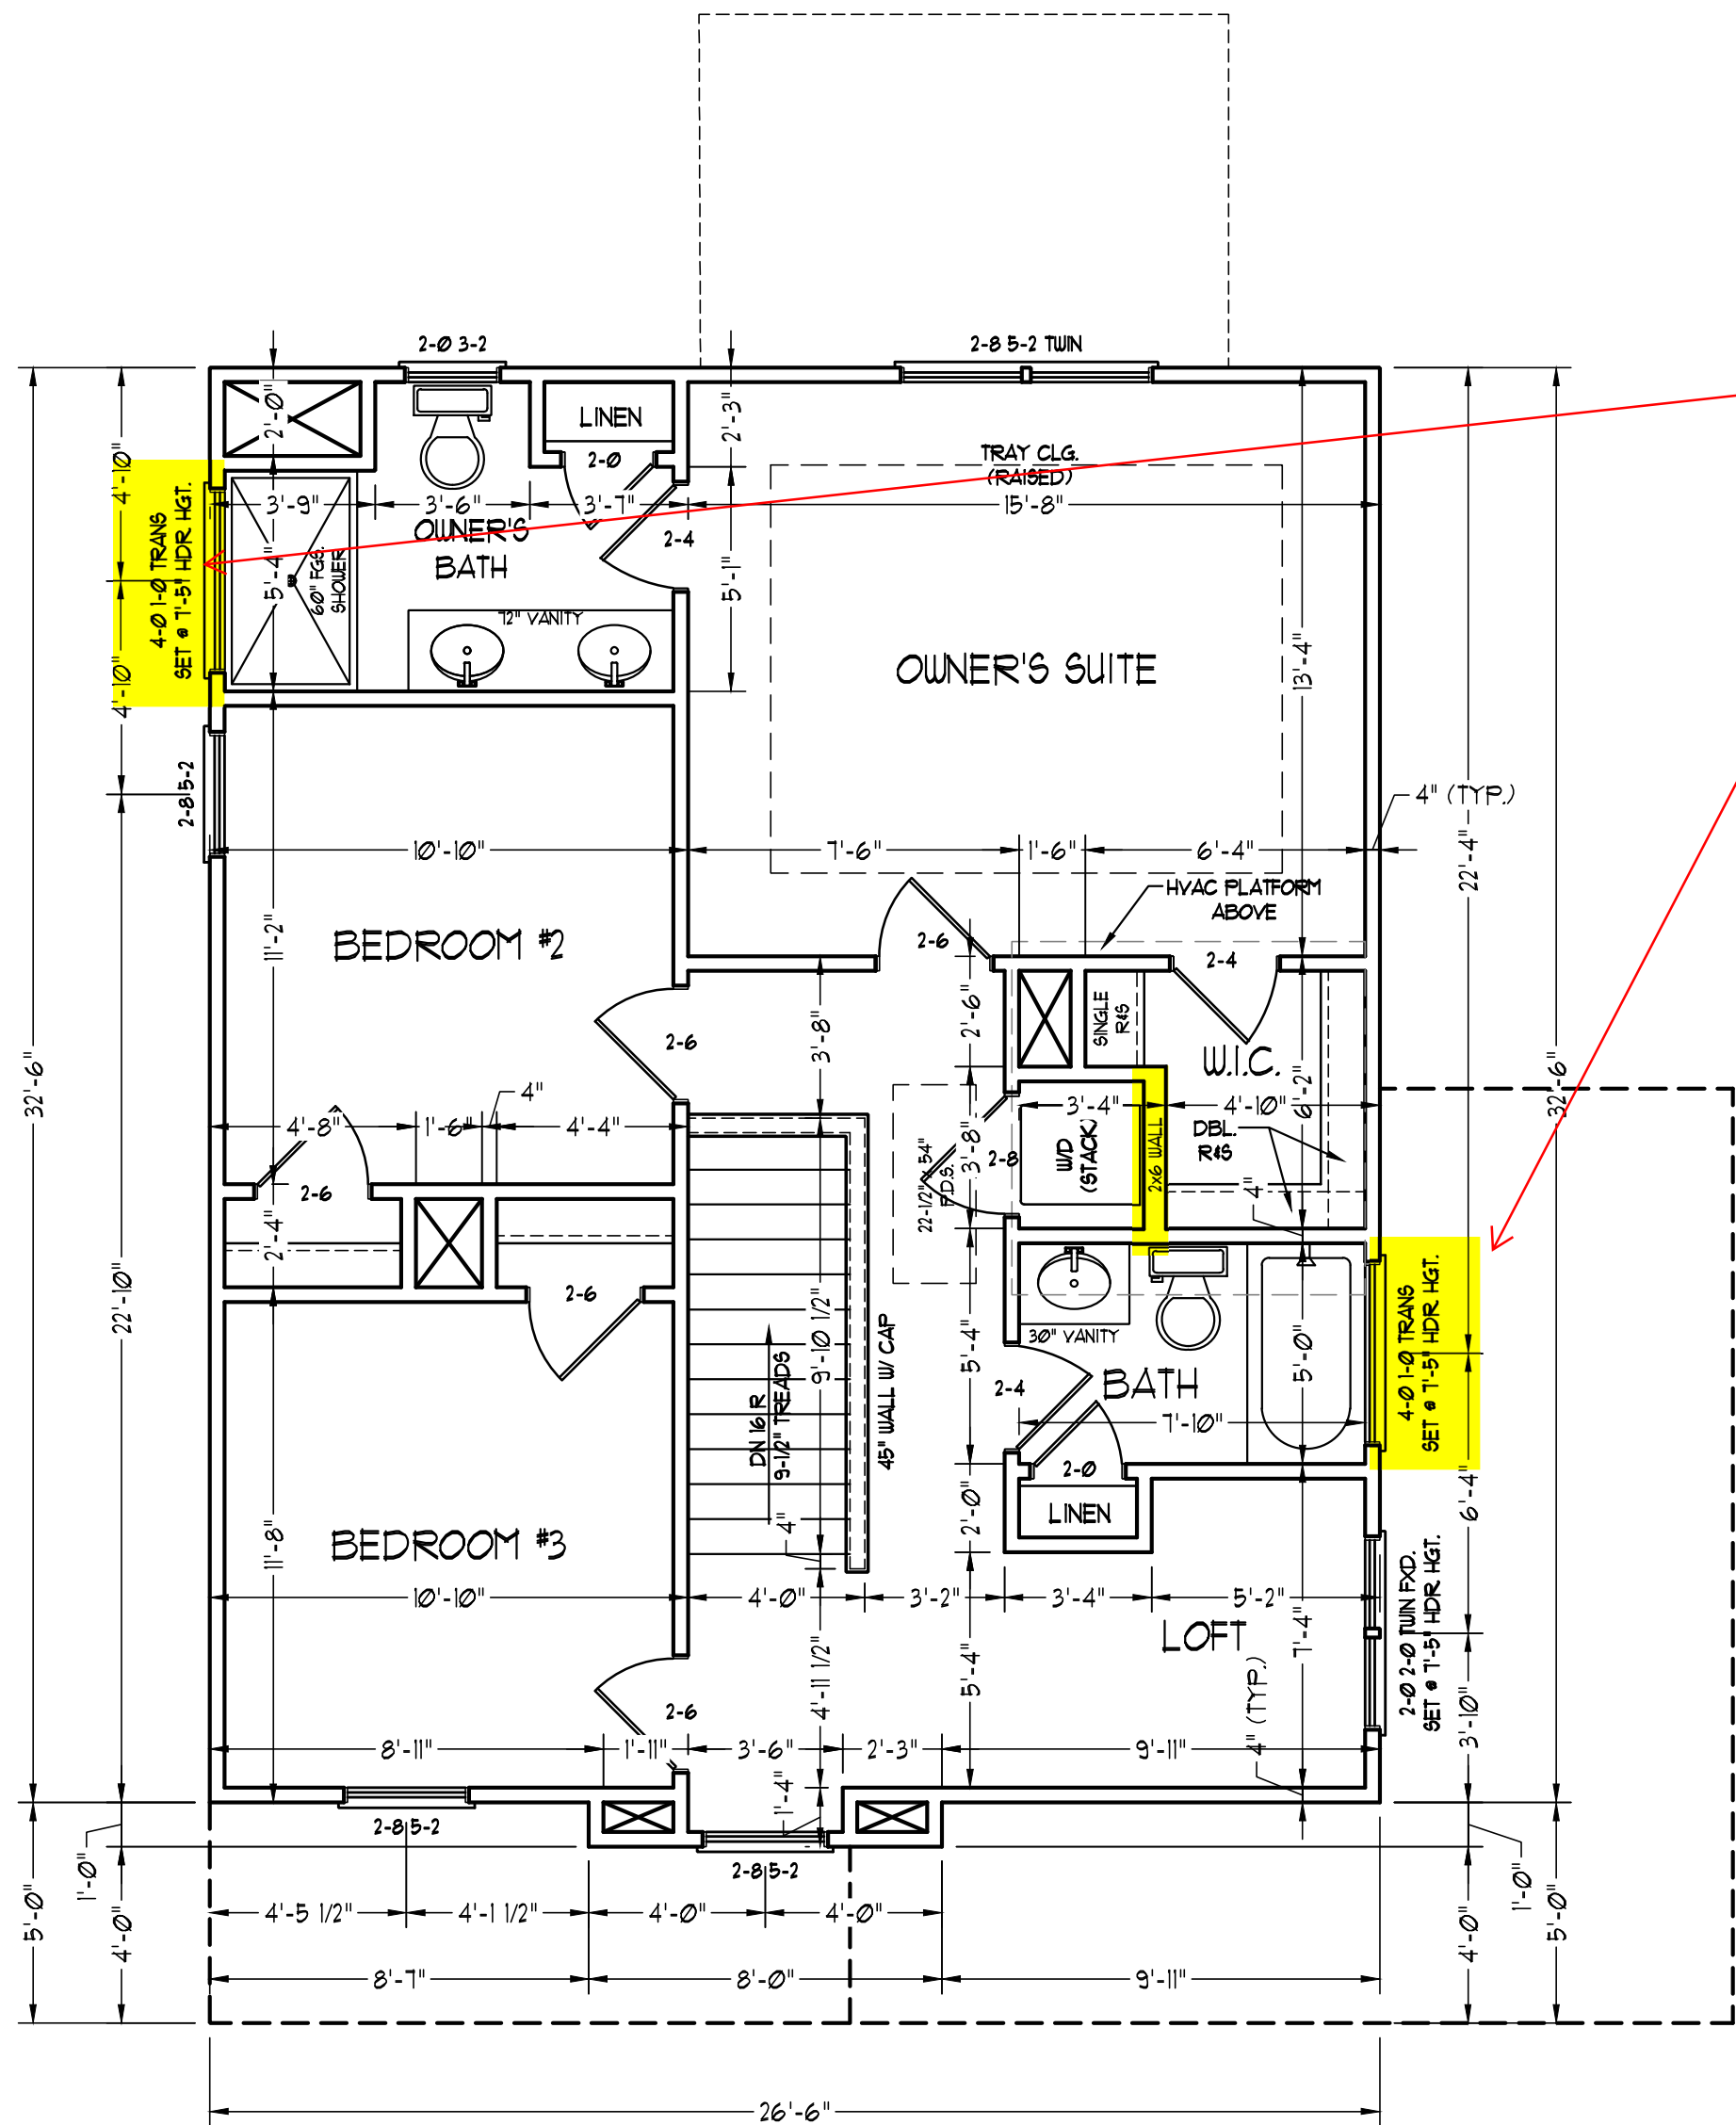 2-Ø 3-2
2-8 5-2 TWIN
2'-0"
LINEN
2-Ø
2'-3"
TRAY CLG.
(RAISED)
4'-10"
4-Ø 1-Ø TRANS
SET @ 7'-5" HDR HGT.
3'-9"
3'-6"
3'-7"
15'-8"
OWNER'S
BATH
2-4
5'-4"
60" FGS.
SHOWER
5'-1"
72" VANITY
OWNER'S SUITE
13'-4"
4'-10"
2-8 5-2
4" (TYP.)
10'-10"
7'-6"
1'-6"
6'-4"
22'-4"
HVAC PLATFORM
ABOVE
BEDROOM #2
11'-2"
2-6
2-4
2'-6"
SINGLE
R&S
3'-8"
2-6
W.I.C.
6'-2"
32'-6"
32'-6"
4"
4'-8"
1'-6"
4'-4"
3'-4"
4'-10"
DBL.
R&S
W/D
(STACK)
2x6 WALL
3'-8"
2-8
22-1/2" x 54"
P.D.S.
2-6
4"
2'-4"
2-6
22'-10"
9'-10 1/2"
45" WALL W/ CAP
DN 16 R
9-1/2" TREADS
30" VANITY
5'-4"
5'-0"
4-Ø 1-Ø TRANS
SET @ 7'-5" HDR HGT.
2-4
BATH
7'-10"
2-Ø
LINEN
2'-0"
6'-4"
4"
BEDROOM #3
11'-8"
10'-10"
4'-0"
3'-2"
3'-4"
5'-2"
LOFT
7'-4"
2-Ø 2-Ø TWIN FXD.
SET @ 7'-5" HDR HGT.
4'-11 1/2"
5'-4"
4" (TYP.)
3'-10"
2-6
8'-11"
1'-11"
3'-6"
2'-3"
9'-11"
1'-4"
2-8 5-2
2-8 5-2
1'-0"
1'-0"
5'-0"
4'-0"
4'-5 1/2"
4'-1 1/2"
4'-0"
4'-0"
4'-0"
5'-0"
8'-7"
8'-0"
9'-11"
26'-6"